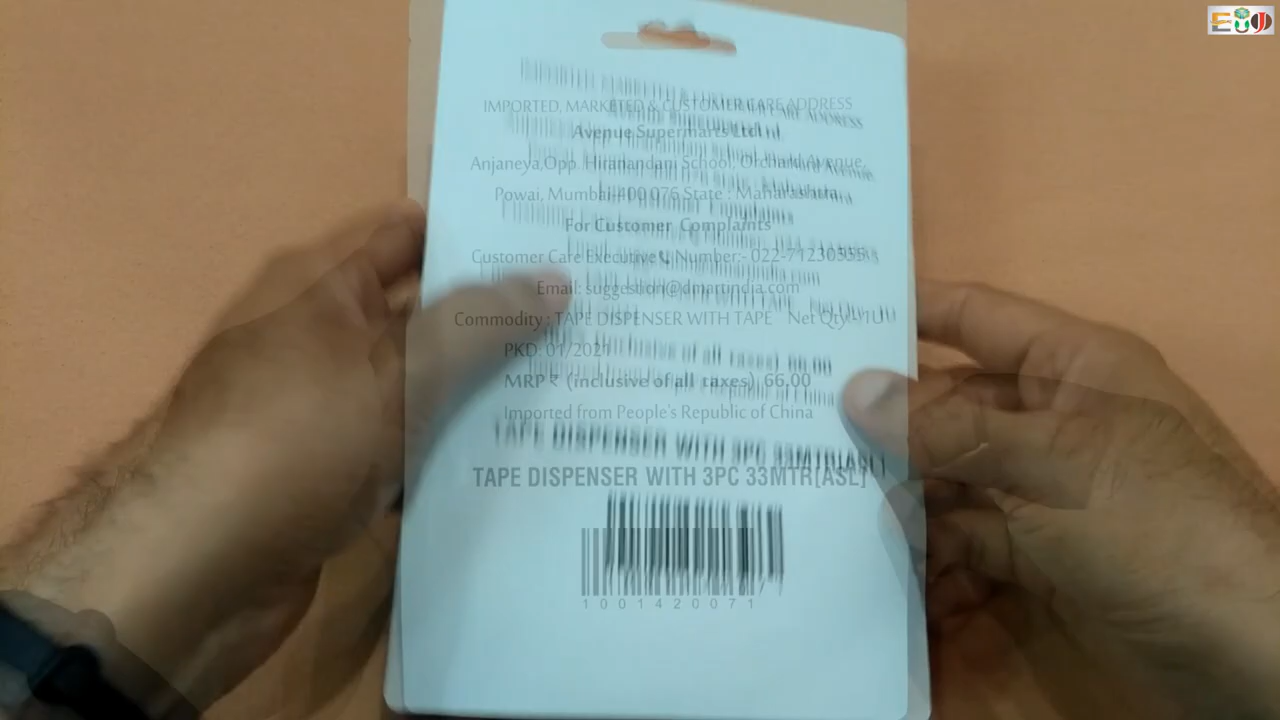 IMPORTED, MARKETED & CUSTOMER CARE ADDRESS
Avenue Supermarts Ltd
Anjaneya,Opp. Hiranandani School, Orchard Avenue,
Powai, Mumbai-400 076 State : Maharashtra,
For Customer Complaints
Customer Care Executive Number:- 022-71230555
Email: suggestion@dmartindia.com
Commodity : TAPE DISPENSER WITH TAPE Net Qty:- 1U
PKD: 01/2021
MRP ₹ (inclusive of all taxes) 66.00
Imported from People's Republic of China
TAPE DISPENSER WITH 3PC 33MTR[ASL]
1001420071